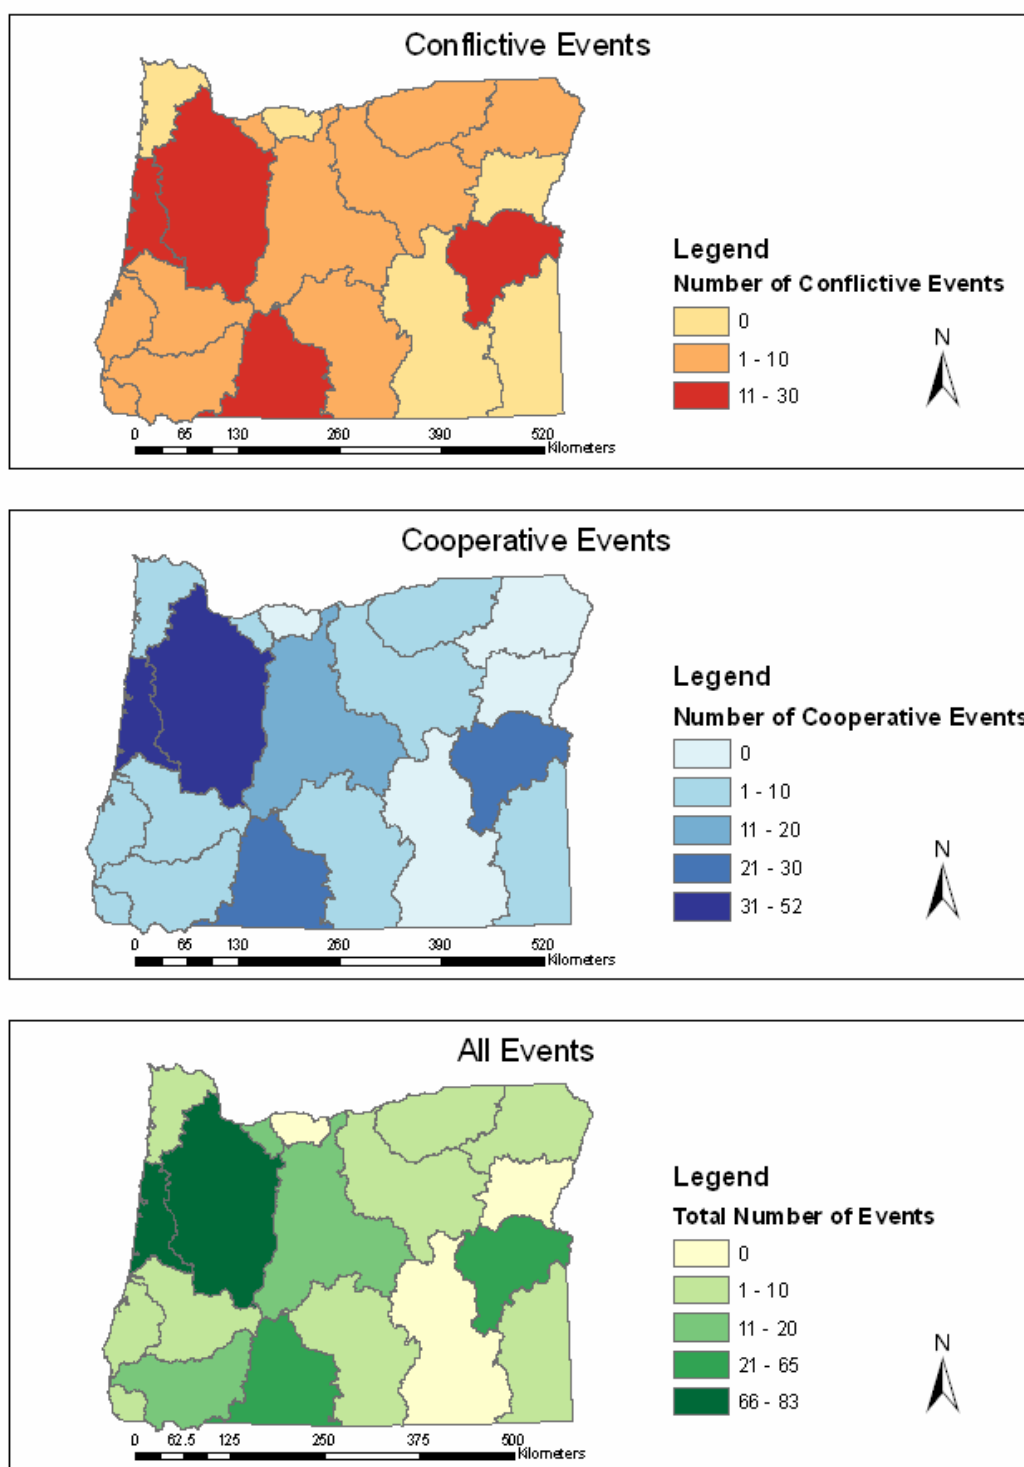 Conflictive Events
Legend
Number of Conflictive Events
0
1 - 10
11 - 30
N
0 65 130 260 390 520
Kilometers
Cooperative Events
Legend
Number of Cooperative Events
0
1 - 10
11 - 20
21 - 30
31 - 52
N
0 65 130 260 390 520
Kilometers
All Events
Legend
Total Number of Events
0
1 - 10
11 - 20
21 - 65
66 - 83
N
0 62.5 125 250 375 500
Kilometers